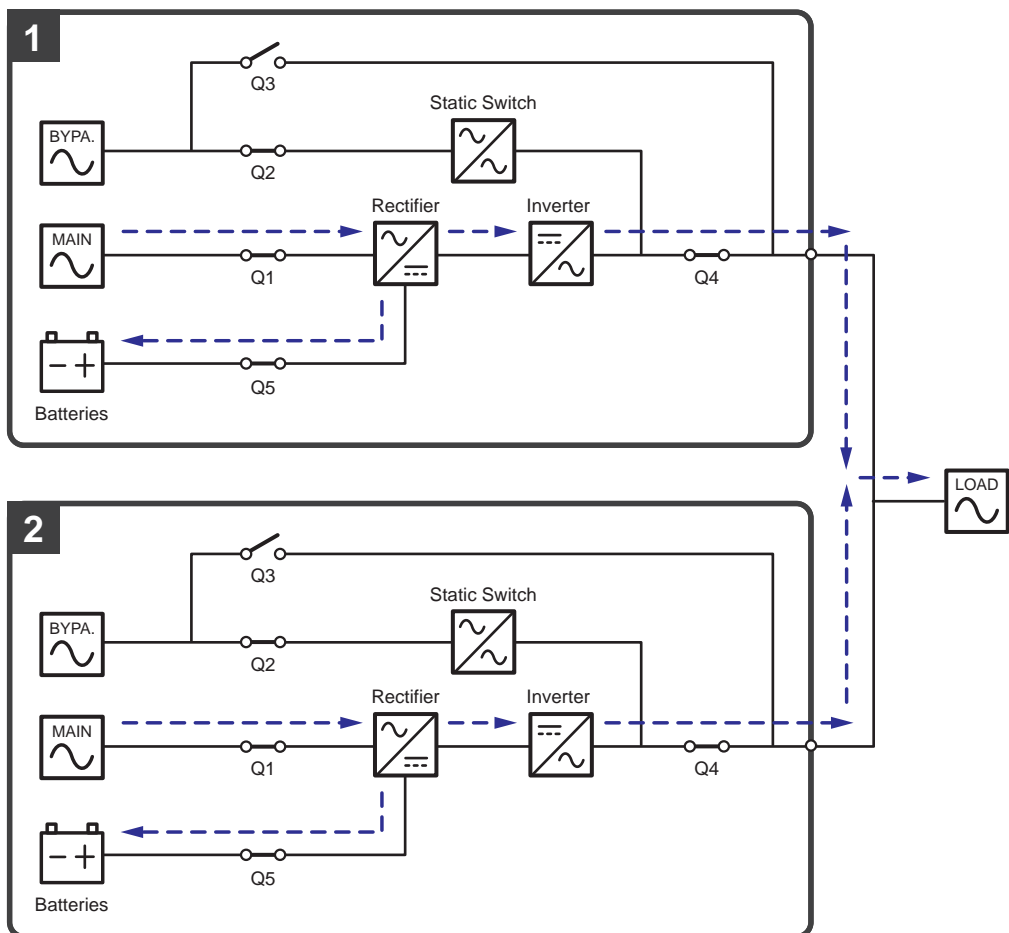 1
Q3
Static Switch
BYPA.
Q2
Rectifier
Inverter
MAIN
Q1
Q4
Q5
Batteries
LOAD
2
Q3
Static Switch
BYPA.
Q2
Rectifier
Inverter
MAIN
Q1
Q4
Q5
Batteries